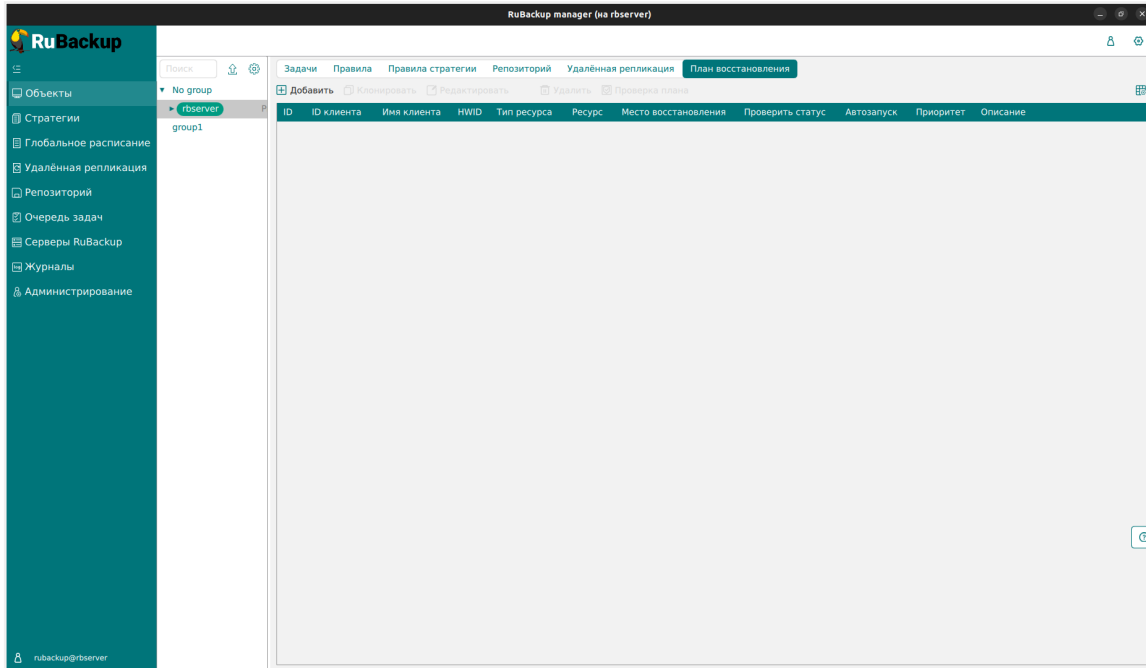 RuBackup manager (на rbserver)
RuBackup
Поиск
Задачи Правила Правила стратегии Репозиторий Удалённая репликация План восстановления
Объекты
No group
Добавить Клонировать Редактировать Удалить Проверка плана
rbserver
P
ID ID клиента Имя клиента HWID Тип ресурса Ресурс Место восстановления Проверить статус Автозапуск Приоритет Описание
Стратегии
group1
Глобальное расписание
Удалённая репликация
Репозиторий
Очередь задач
Серверы RuBackup
Журналы
Администрирование
rubackup@rbserver